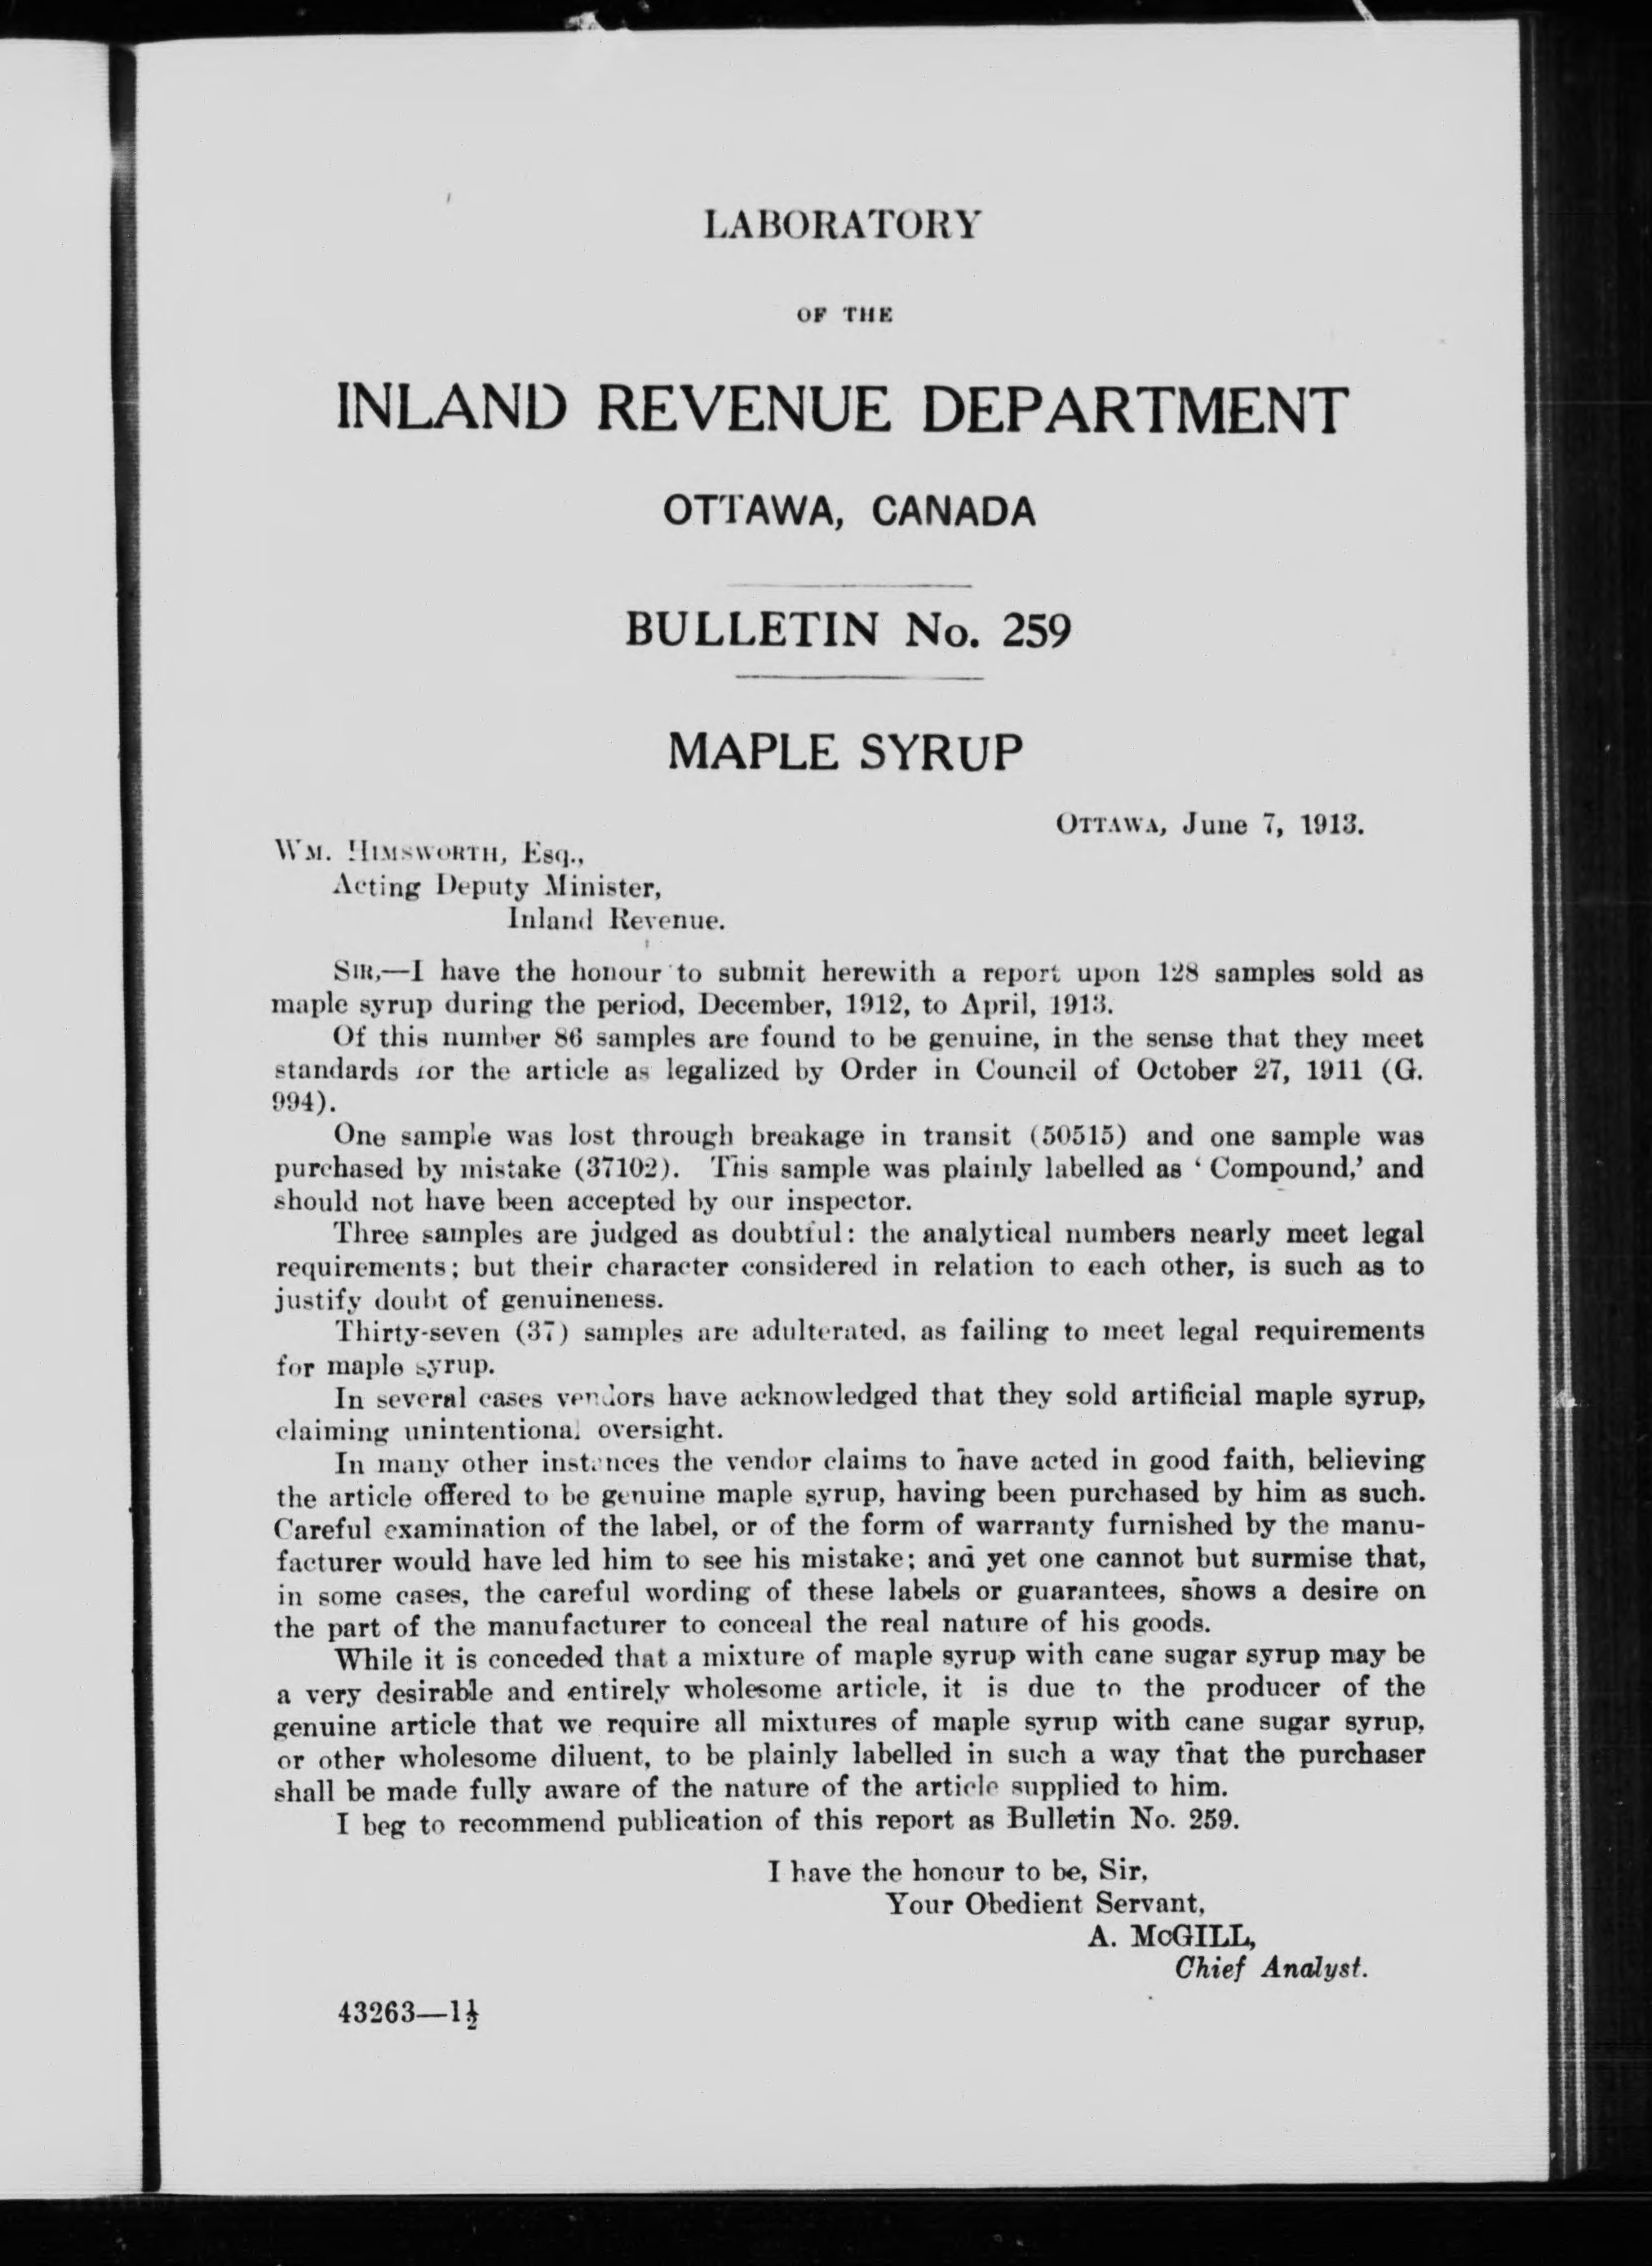 LABORATORY
OF THE
INLAND REVENUE DEPARTMENT
OTTAWA, CANADA
BULLETIN No. 259
MAPLE SYRUP
OTTAWA, June 7, 1913.
WM. HIMSWORTH, Esq.,
Acting Deputy Minister,
Inland Revenue.
SIR,—I have the honour to submit herewith a report upon 128 samples sold as
maple syrup during the period, December, 1912, to April, 1913.
Of this number 86 samples are found to be genuine, in the sense that they meet
standards for the article as legalized by Order in Council of October 27, 1911 (G.
994).
One sample was lost through breakage in transit (50515) and one sample was
purchased by mistake (37102). This sample was plainly labelled as ‘ Compound,’ and
should not have been accepted by our inspector.
Three samples are judged as doubtful: the analytical numbers nearly meet legal
requirements; but their character considered in relation to each other, is such as to
justify doubt of genuineness.
Thirty-seven (37) samples are adulterated, as failing to meet legal requirements
for maple syrup.
In several cases vendors have acknowledged that they sold artificial maple syrup,
claiming unintentional oversight.
In many other instances the vendor claims to have acted in good faith, believing
the article offered to be genuine maple syrup, having been purchased by him as such.
Careful examination of the label, or of the form of warranty furnished by the manu-
facturer would have led him to see his mistake; and yet one cannot but surmise that,
in some cases, the careful wording of these labels or guarantees, shows a desire on
the part of the manufacturer to conceal the real nature of his goods.
While it is conceded that a mixture of maple syrup with cane sugar syrup may be
a very desirable and entirely wholesome article, it is due to the producer of the
genuine article that we require all mixtures of maple syrup with cane sugar syrup,
or other wholesome diluent, to be plainly labelled in such a way that the purchaser
shall be made fully aware of the nature of the article supplied to him.
I beg to recommend publication of this report as Bulletin No. 259.
I have the honour to be, Sir,
Your Obedient Servant,
A. McGILL,
Chief Analyst.
43263—1½